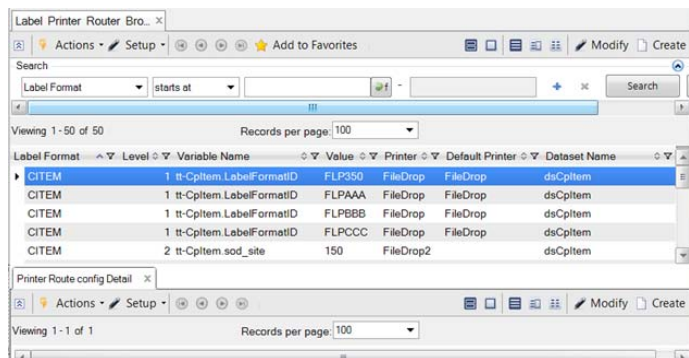 Label Printer Router Bro... ×
Actions Setup Add to Favorites Modify Create
Search
Label Format starts at f - Search
Viewing 1 - 50 of 50 Records per page: 100
Label Format Level Variable Name Value Printer Default Printer Dataset Name
CITEM 1 tt-CpItem.LabelFormatID FLP350 FileDrop FileDrop dsCpItem
CITEM 1 tt-CpItem.LabelFormatID FLPAAA FileDrop FileDrop dsCpItem
CITEM 1 tt-CpItem.LabelFormatID FLPBBB FileDrop FileDrop dsCpItem
CITEM 1 tt-CpItem.LabelFormatID FLPCCC FileDrop FileDrop dsCpItem
CITEM 2 tt-CpItem.sod_site 150 FileDrop2 dsCpItem
Printer Route config Detail ×
Actions Setup Modify Create
Viewing 1 - 1 of 1 Records per page: 100